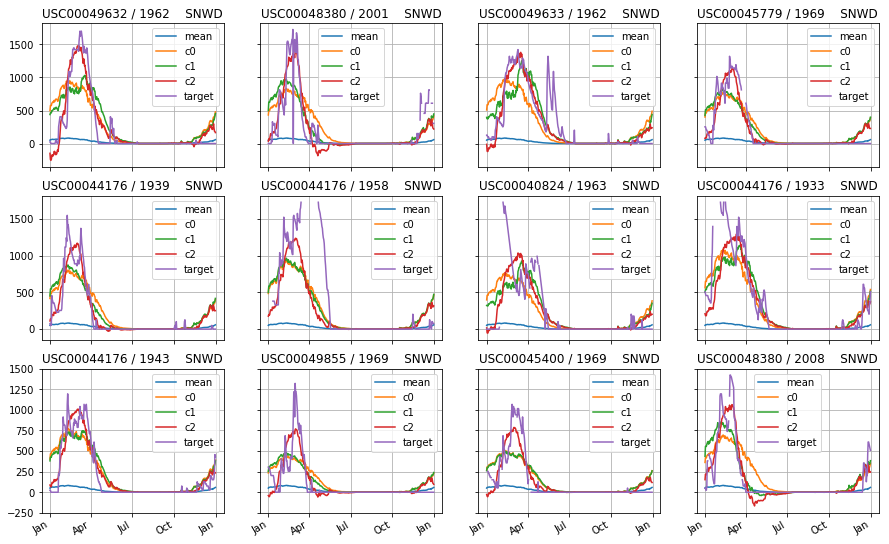 USC00049632 / 1962 SNWD
USC00048380 / 2001 SNWD
USC00049633 / 1962 SNWD
USC00045779 / 1969 SNWD
1500
1000
500
0
mean
c0
c1
c2
target
mean
c0
c1
c2
target
mean
c0
c1
c2
target
mean
c0
c1
c2
target
USC00044176 / 1939 SNWD
USC00044176 / 1958 SNWD
USC00040824 / 1963 SNWD
USC00044176 / 1933 SNWD
1500
1000
500
0
mean
c0
c1
c2
target
mean
c0
c1
c2
target
mean
c0
c1
c2
target
mean
c0
c1
c2
target
USC00044176 / 1943 SNWD
USC00049855 / 1969 SNWD
USC00045400 / 1969 SNWD
USC00048380 / 2008 SNWD
1500
1250
1000
750
500
250
0
−250
mean
c0
c1
c2
target
mean
c0
c1
c2
target
mean
c0
c1
c2
target
mean
c0
c1
c2
target
Jan Apr Jul Oct Jan
Jan Apr Jul Oct Jan
Jan Apr Jul Oct Jan
Jan Apr Jul Oct Jan